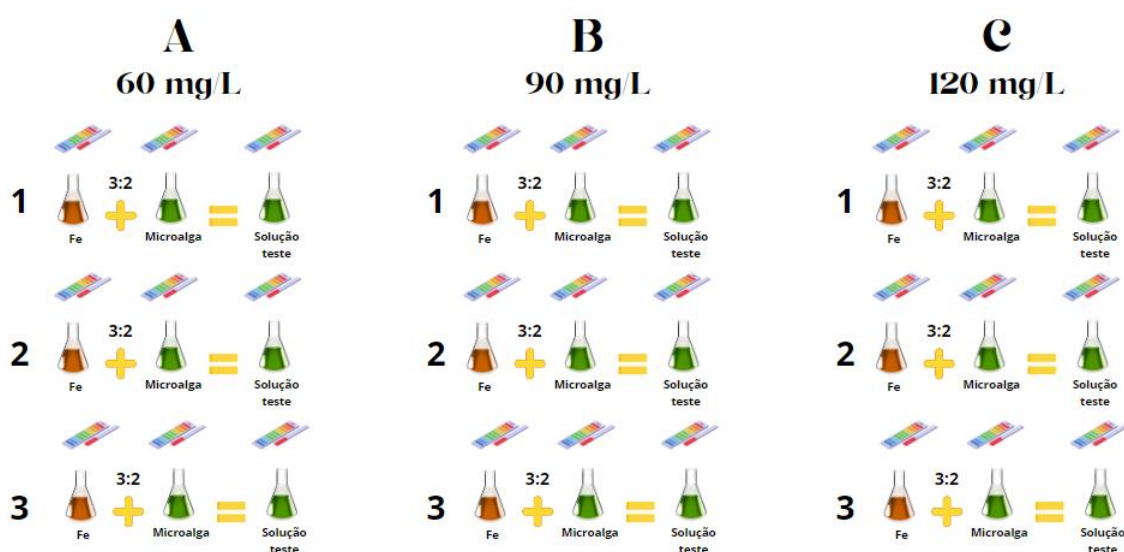 A
60 mg/L
B
90 mg/L
C
120 mg/L
3:2
3:2
3:2
1
1
1
Fe
Microalga
Solução
teste
Fe
Microalga
Solução
teste
Fe
Microalga
Solução
teste
3:2
3:2
3:2
2
2
2
Fe
Microalga
Solução
teste
Fe
Microalga
Solução
teste
Fe
Microalga
Solução
teste
3:2
3:2
3:2
3
3
3
Fe
Microalga
Solução
teste
Fe
Microalga
Solução
teste
Fe
Microalga
Solução
teste